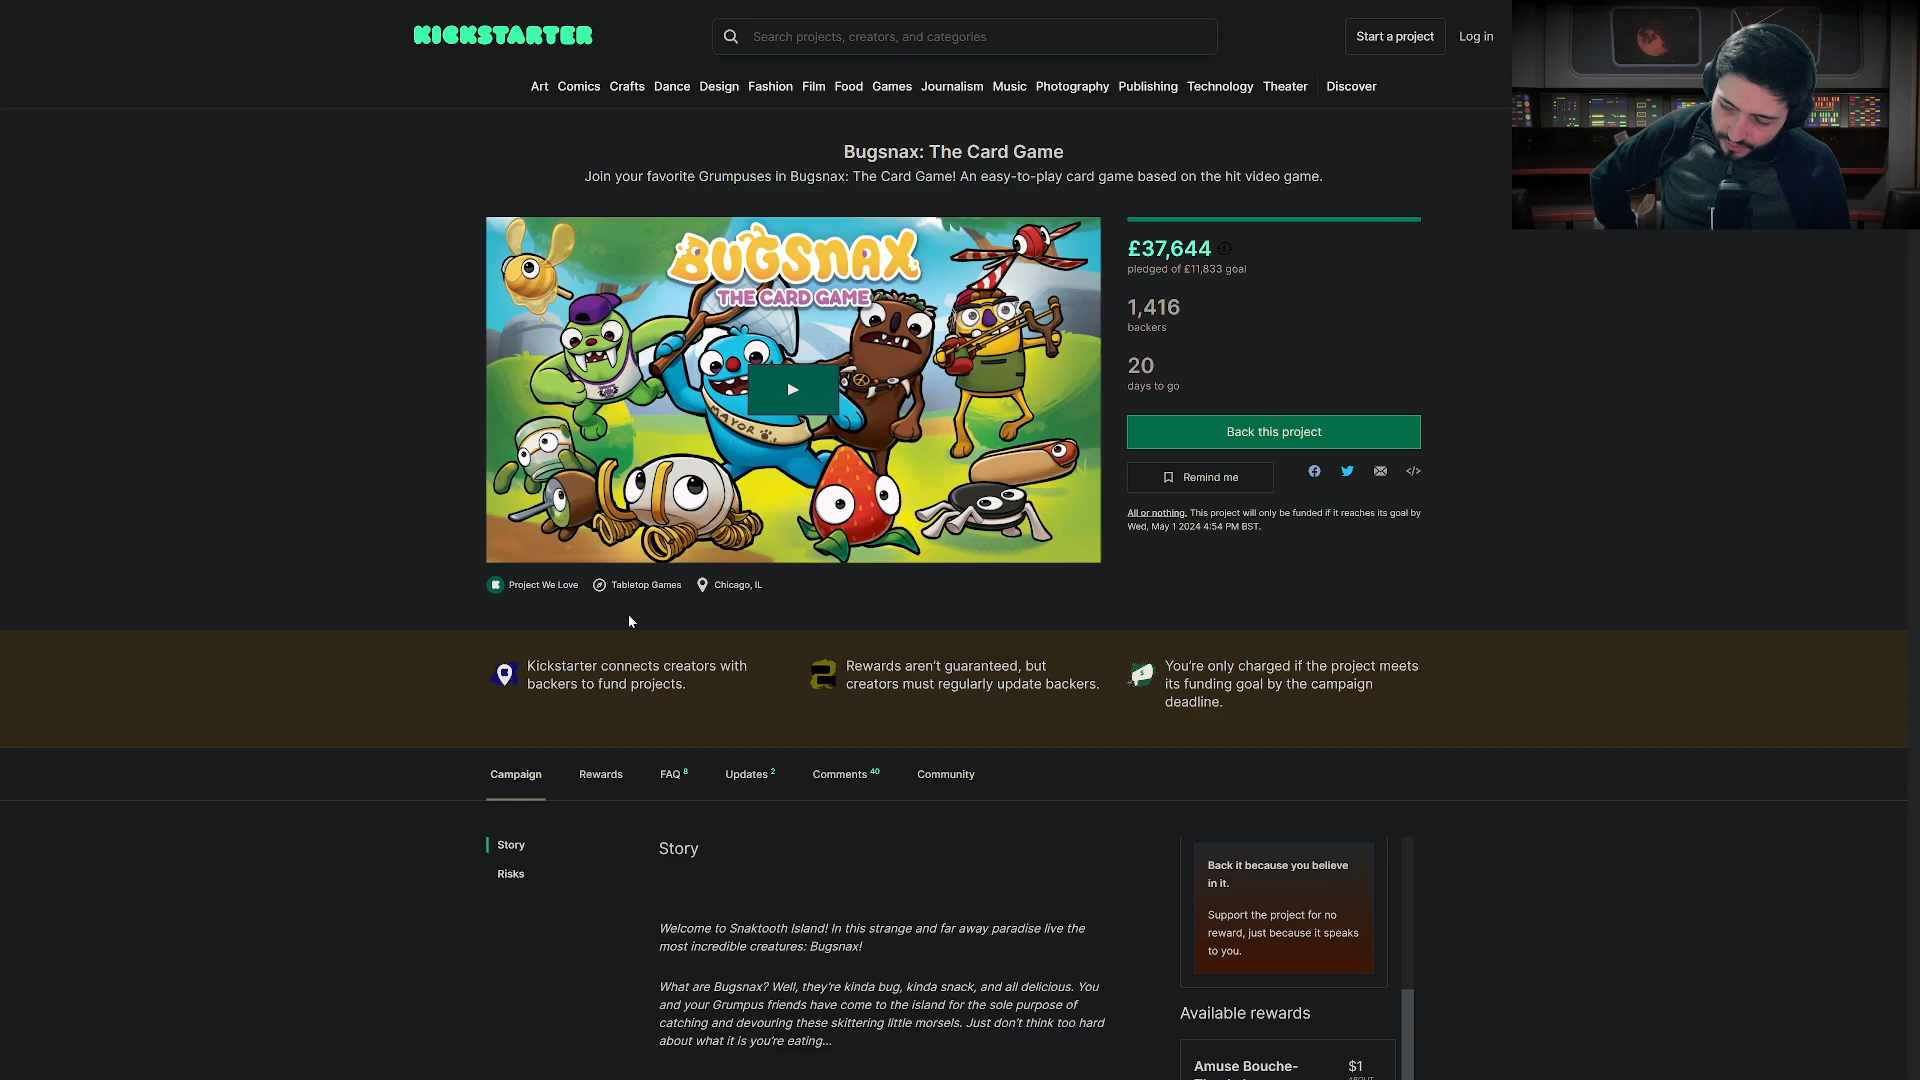 KICKSTARTER
Search projects, creators, and categories
Start a project
Log in
Art Comics Crafts Dance Design Fashion Film Food Games Journalism Music Photography Publishing Technology Theater Discover
Bugsnax: The Card Game
Join your favorite Grumpuses in Bugsnax: The Card Game! An easy-to-play card game based on the hit video game.
BUGSNAX
THE CARD GAME
MAYOR
£37,644
pledged of £11,833 goal
1,416
backers
20
days to go
Back this project
Remind me
All or nothing. This project will only be funded if it reaches its goal by
Wed, May 1 2024 4:54 PM BST.
Project We Love
Tabletop Games
Chicago, IL
Kickstarter connects creators with
backers to fund projects.
Rewards aren't guaranteed, but
creators must regularly update backers.
You're only charged if the project meets
its funding goal by the campaign
deadline.
Campaign
Rewards
FAQ 8
Updates 2
Comments 40
Community
Story
Risks
Story
Welcome to Snaktooth Island! In this strange and far away paradise live the
most incredible creatures: Bugsnax!
What are Bugsnax? Well, they're kinda bug, kinda snack, and all delicious. You
and your Grumpus friends have come to the island for the sole purpose of
catching and devouring these skittering little morsels. Just don't think too hard
about what it is you're eating...
Back it because you believe
in it.
Support the project for no
reward, just because it speaks
to you.
Available rewards
Amuse Bouche-
$1